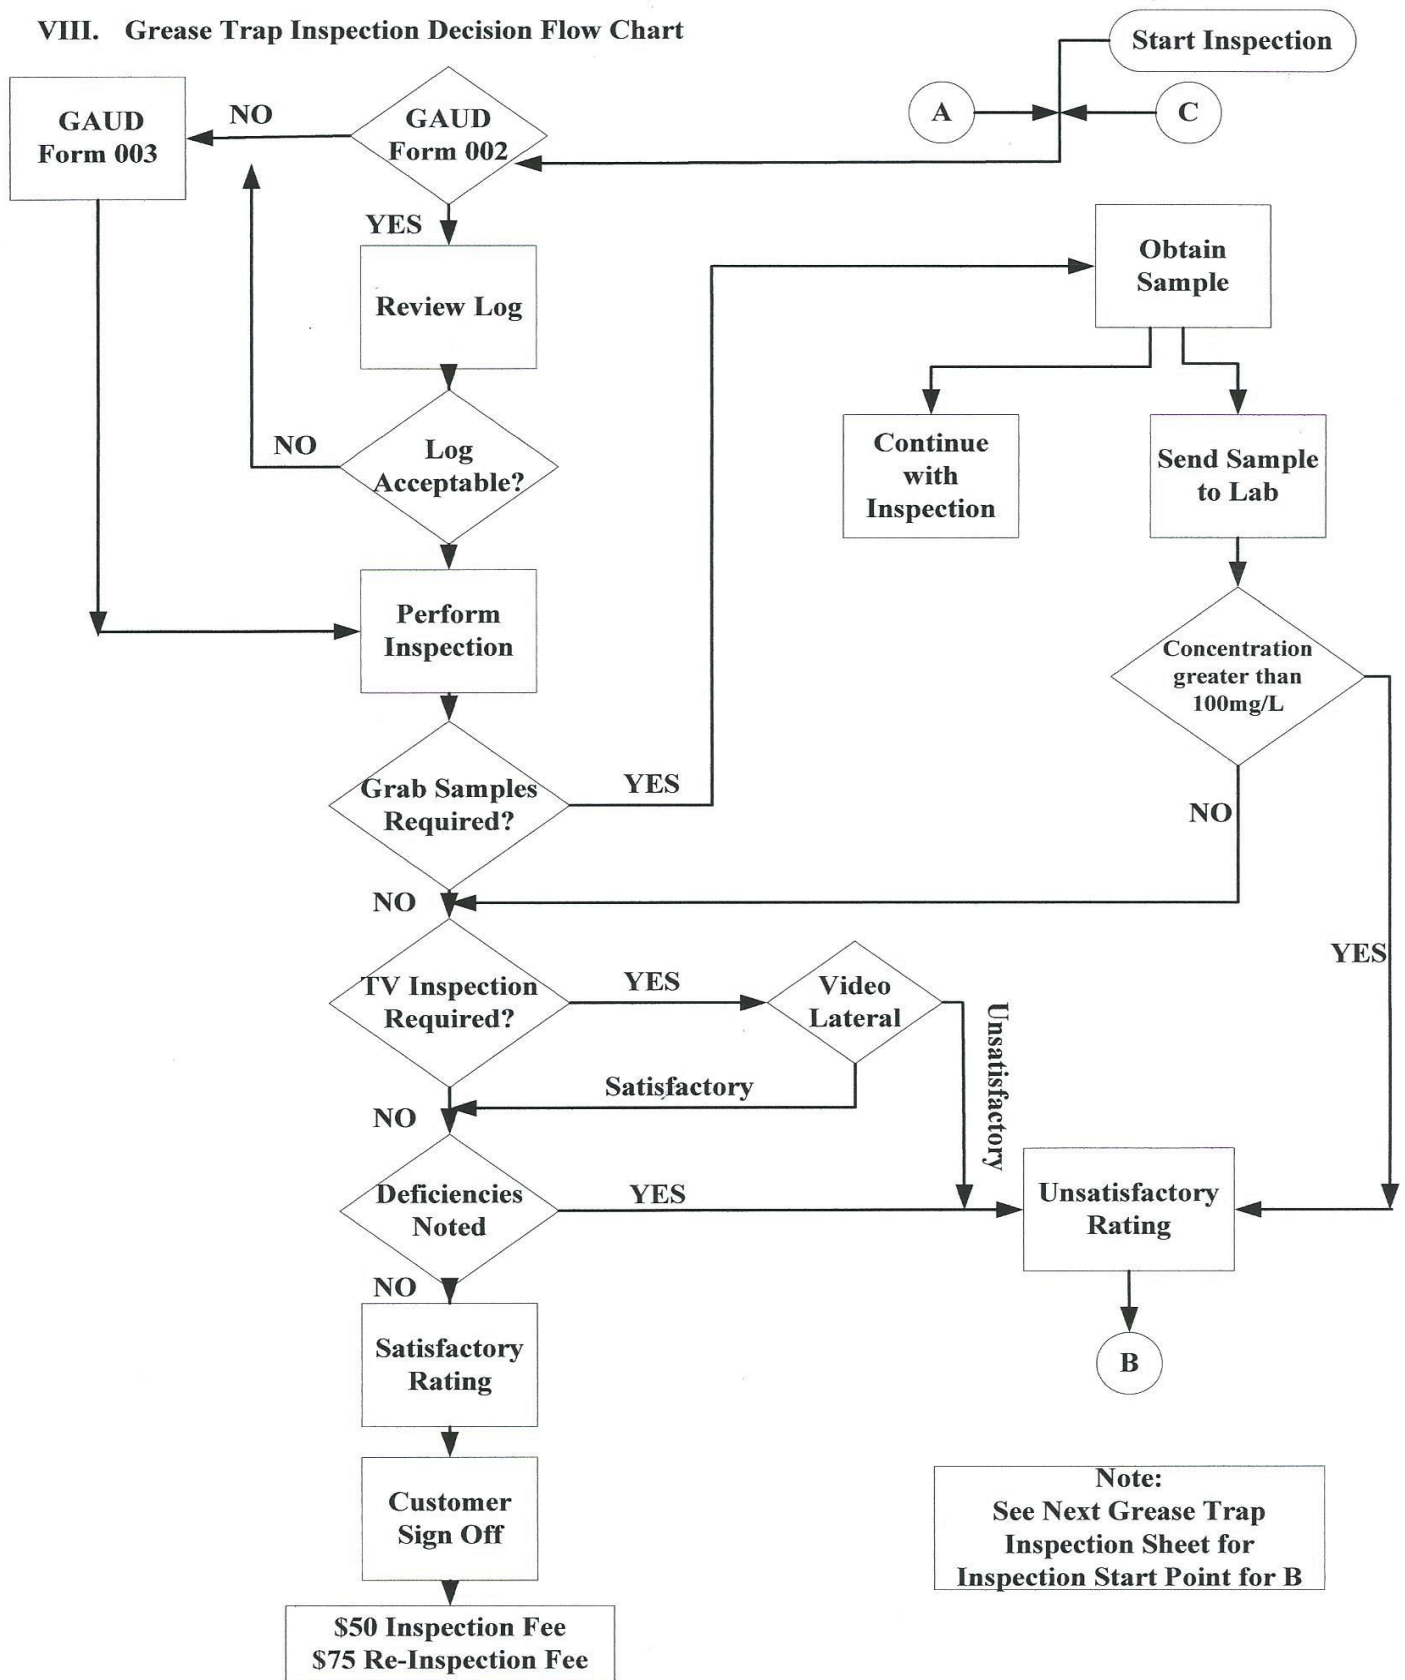 VIII. Grease Trap Inspection Decision Flow Chart
Start Inspection
A
C
GAUD
Form 003
NO
GAUD
Form 002
YES
Review Log
Obtain
Sample
NO
Log
Acceptable?
Continue
with
Inspection
Send Sample
to Lab
Perform
Inspection
Concentration
greater than
100mg/L
Grab Samples
Required?
YES
NO
NO
YES
TV Inspection
Required?
YES
Video
Lateral
Unsatisfactory
Satisfactory
NO
Deficiencies
Noted
YES
Unsatisfactory
Rating
NO
Satisfactory
Rating
B
Customer
Sign Off
Note:
See Next Grease Trap
Inspection Sheet for
Inspection Start Point for B
$50 Inspection Fee
$75 Re-Inspection Fee